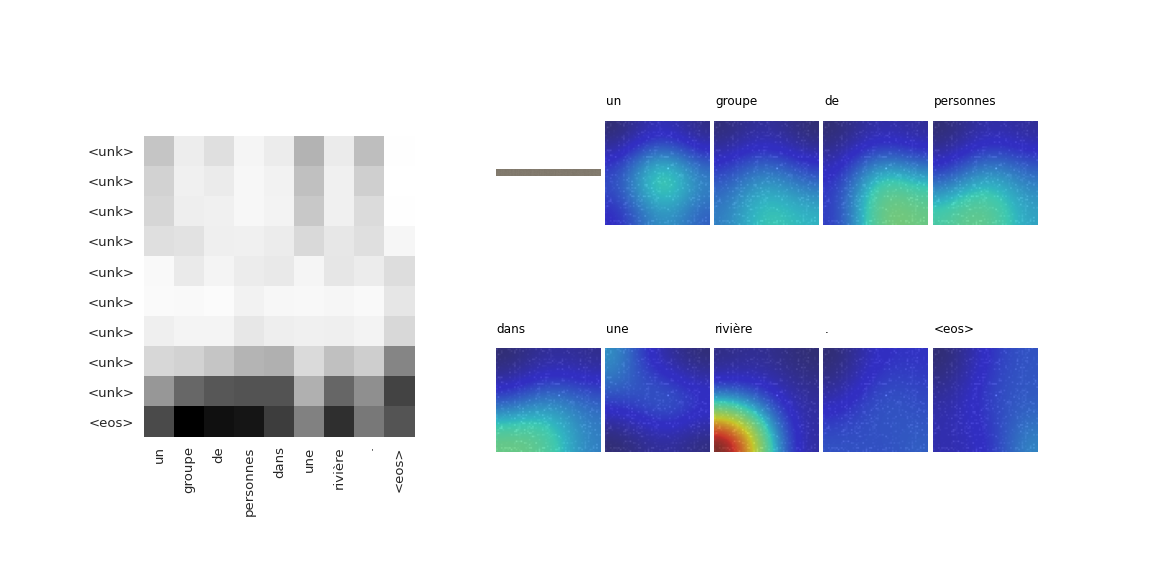 <unk>
<unk>
<unk>
<unk>
<unk>
<unk>
<unk>
<unk>
<unk>
<eos>
un
groupe
de
personnes
dans
une
rivière
.
<eos>
un groupe de personnes
dans une rivière . <eos>